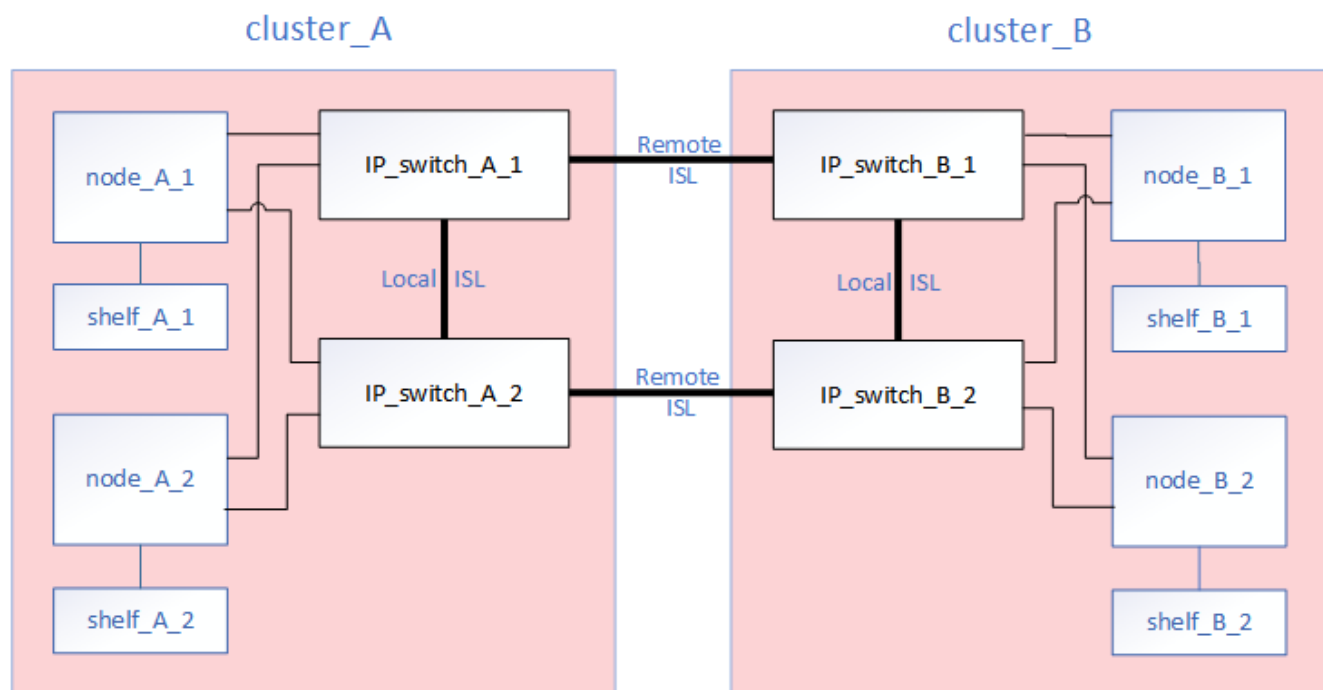 cluster_A
cluster_B
node_A_1
IP_switch_A_1
Remote
ISL
IP_switch_B_1
node_B_1
Local ISL
Local ISL
shelf_A_1
shelf_B_1
IP_switch_A_2
Remote
ISL
IP_switch_B_2
node_A_2
node_B_2
shelf_A_2
shelf_B_2